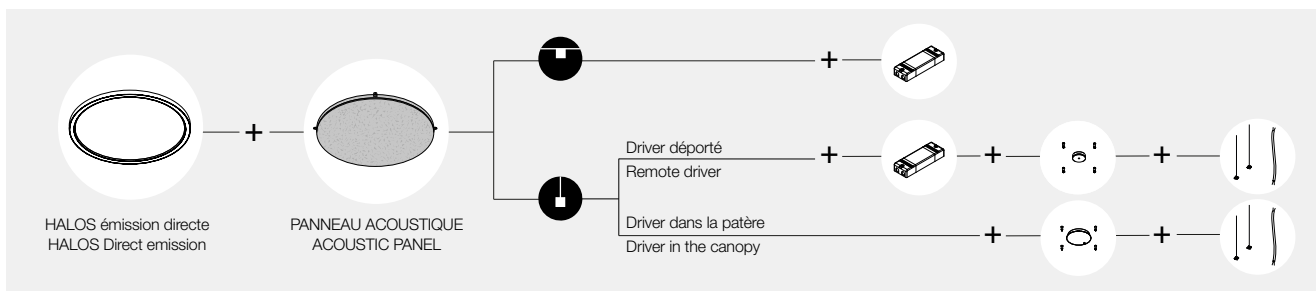 HALOS émission directe
HALOS Direct emission
PANNEAU ACOUSTIQUE
ACOUSTIC PANEL
Driver déporté
Remote driver
Driver dans la patère
Driver in the canopy